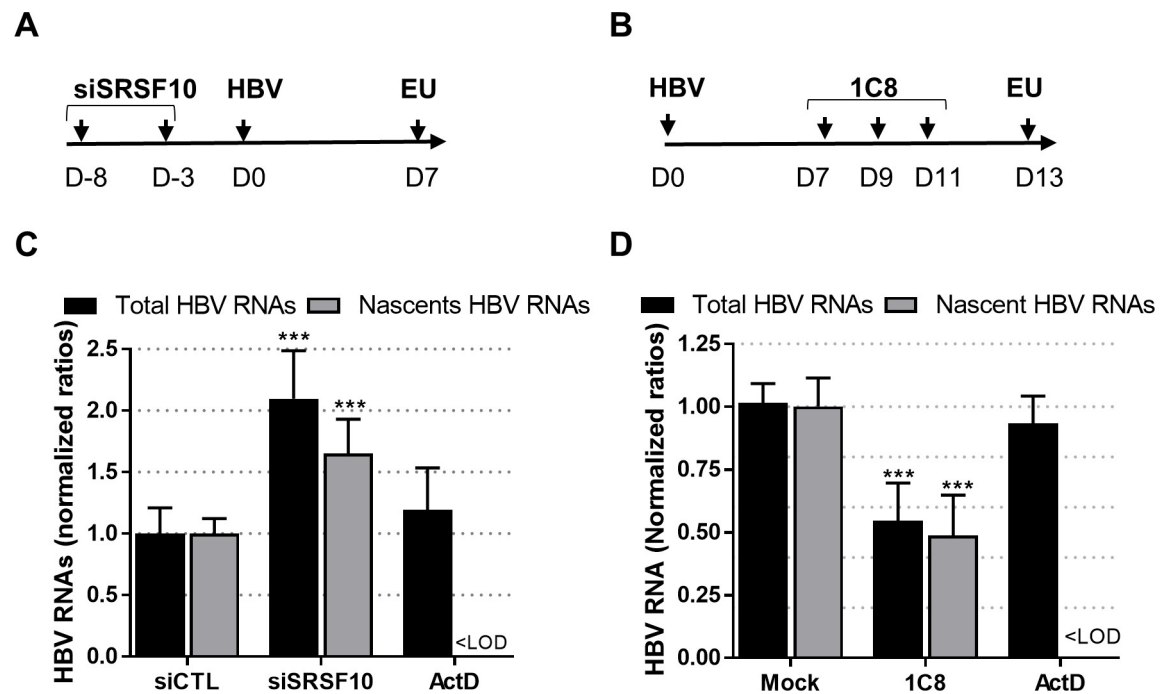 A
siSRSF10 HBV EU
D-8 D-3 D0 D7
B
HBV 1C8 EU
D0 D7 D9 D11 D13
C
Total HBV RNAs Nascents HBV RNAs
HBV RNAs (normalized ratios)
2.5
2.0
1.5
1.0
0.5
0.0
***
***
<LOD
siCTL siSRSF10 ActD
D
Total HBV RNAs Nascent HBV RNAs
HBV RNA (Normalized ratios)
1.25
1.00
0.75
0.50
0.25
0.00
***
***
<LOD
Mock 1C8 ActD